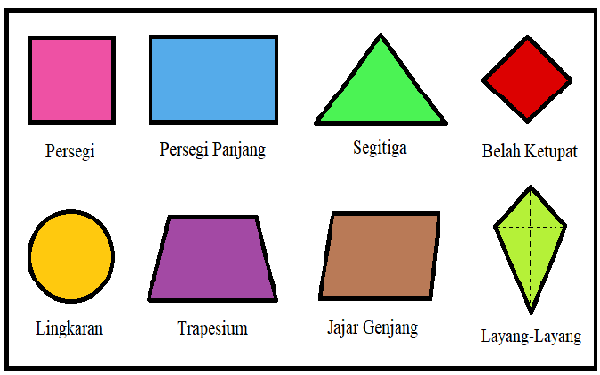 Persegi
Persegi Panjang
Segitiga
Belah Ketupat
Lingkaran
Trapesium
Jajar Genjang
Layang-Layang